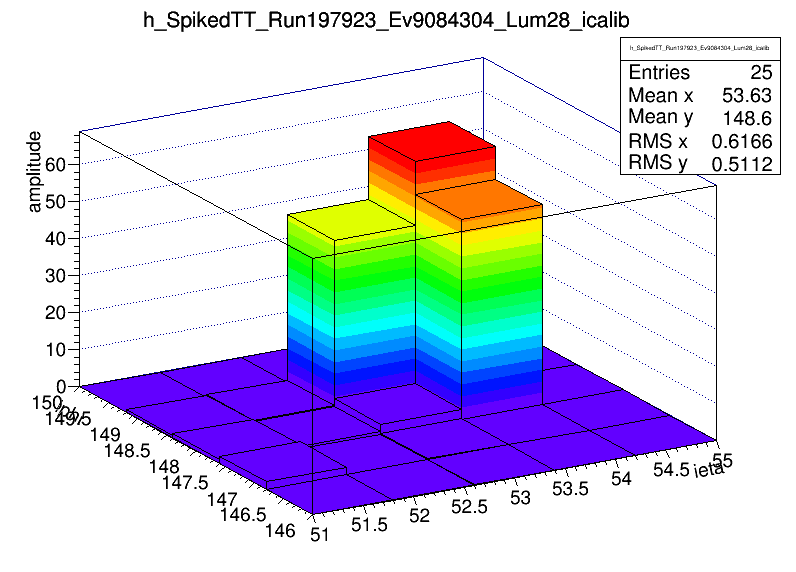 h_SpikedTT_Run197923_Ev9084304_Lum28_icalib
h_SpikedTT_Run197923_Ev9084304_Lum28_icalib
Entries 25
Mean x 53.63
Mean y 148.6
RMS x 0.6166
RMS y 0.5112
amplitude
60
50
40
30
20
10
0
150
149.5
149
148.5
148
147.5
147
146.5
146
51
51.5
52
52.5
53
53.5
54
54.5
55
ieta